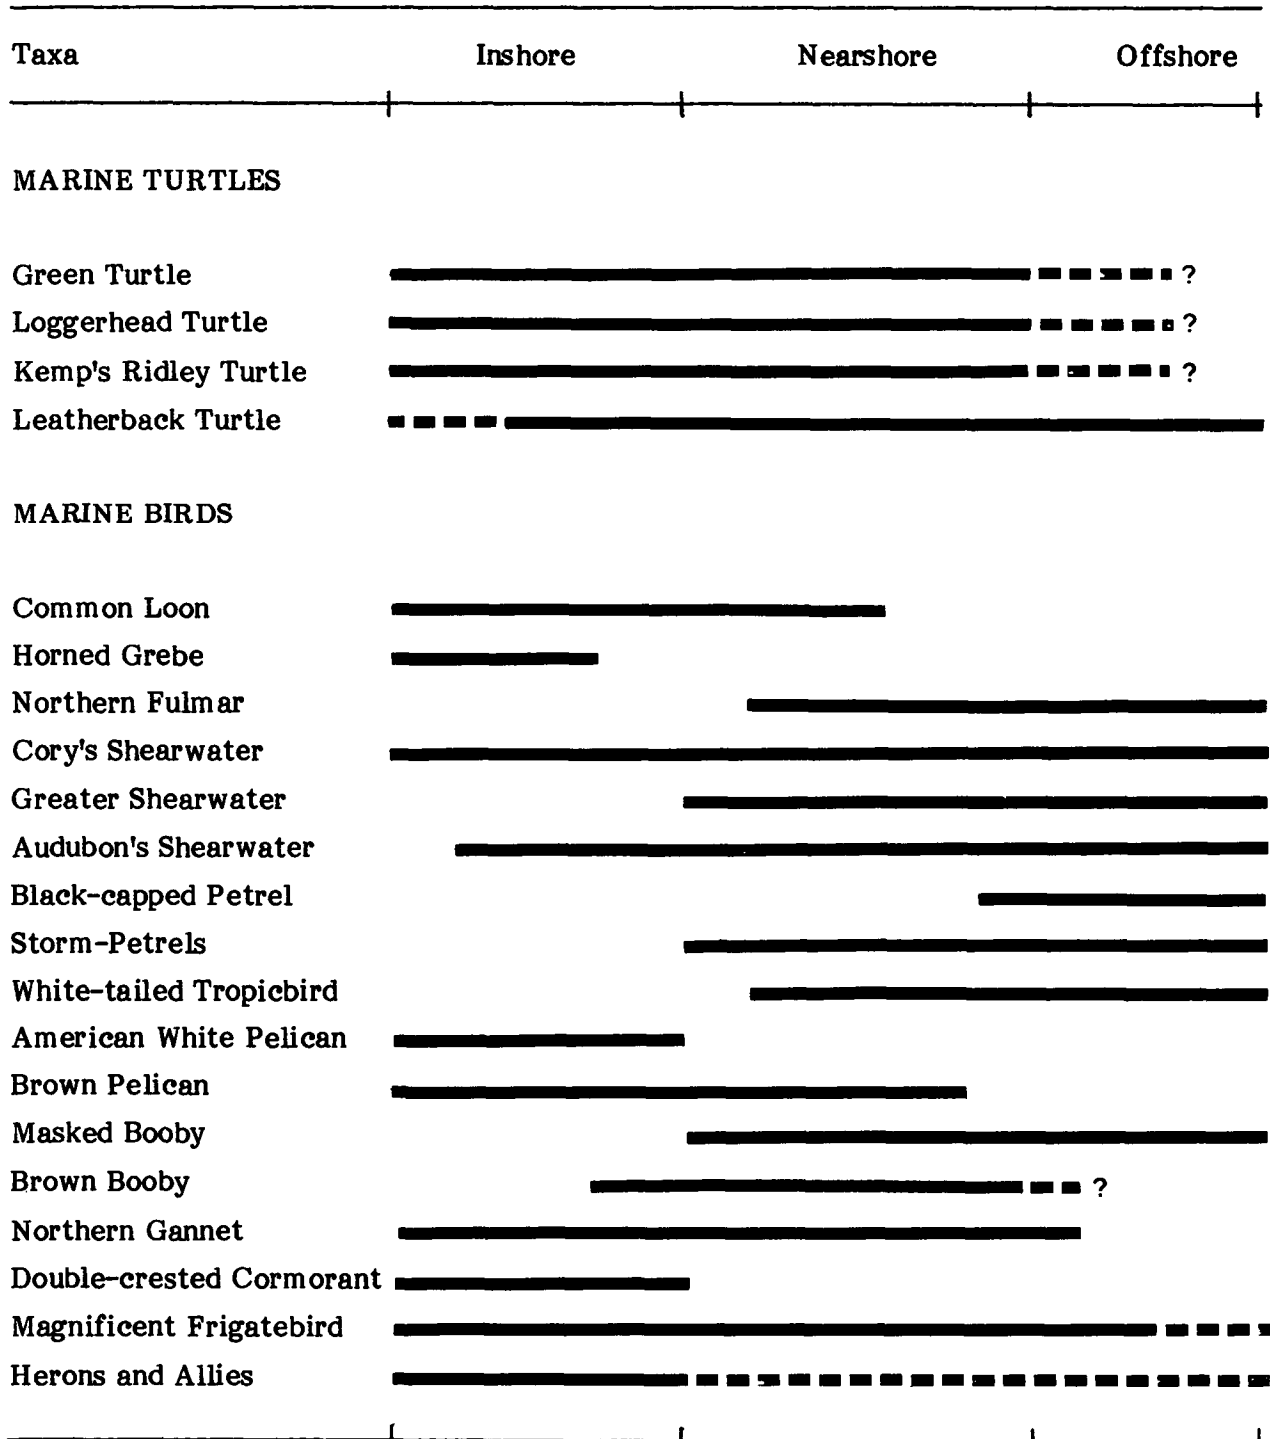 Taxa Inshore Nearshore Offshore
MARINE TURTLES
Green Turtle ?
Loggerhead Turtle ?
Kemp's Ridley Turtle ?
Leatherback Turtle
MARINE BIRDS
Common Loon
Horned Grebe
Northern Fulmar
Cory's Shearwater
Greater Shearwater
Audubon's Shearwater
Black-capped Petrel
Storm-Petrels
White-tailed Tropicbird
American White Pelican
Brown Pelican
Masked Booby
Brown Booby ?
Northern Gannet
Double-crested Cormorant
Magnificent Frigatebird
Herons and Allies